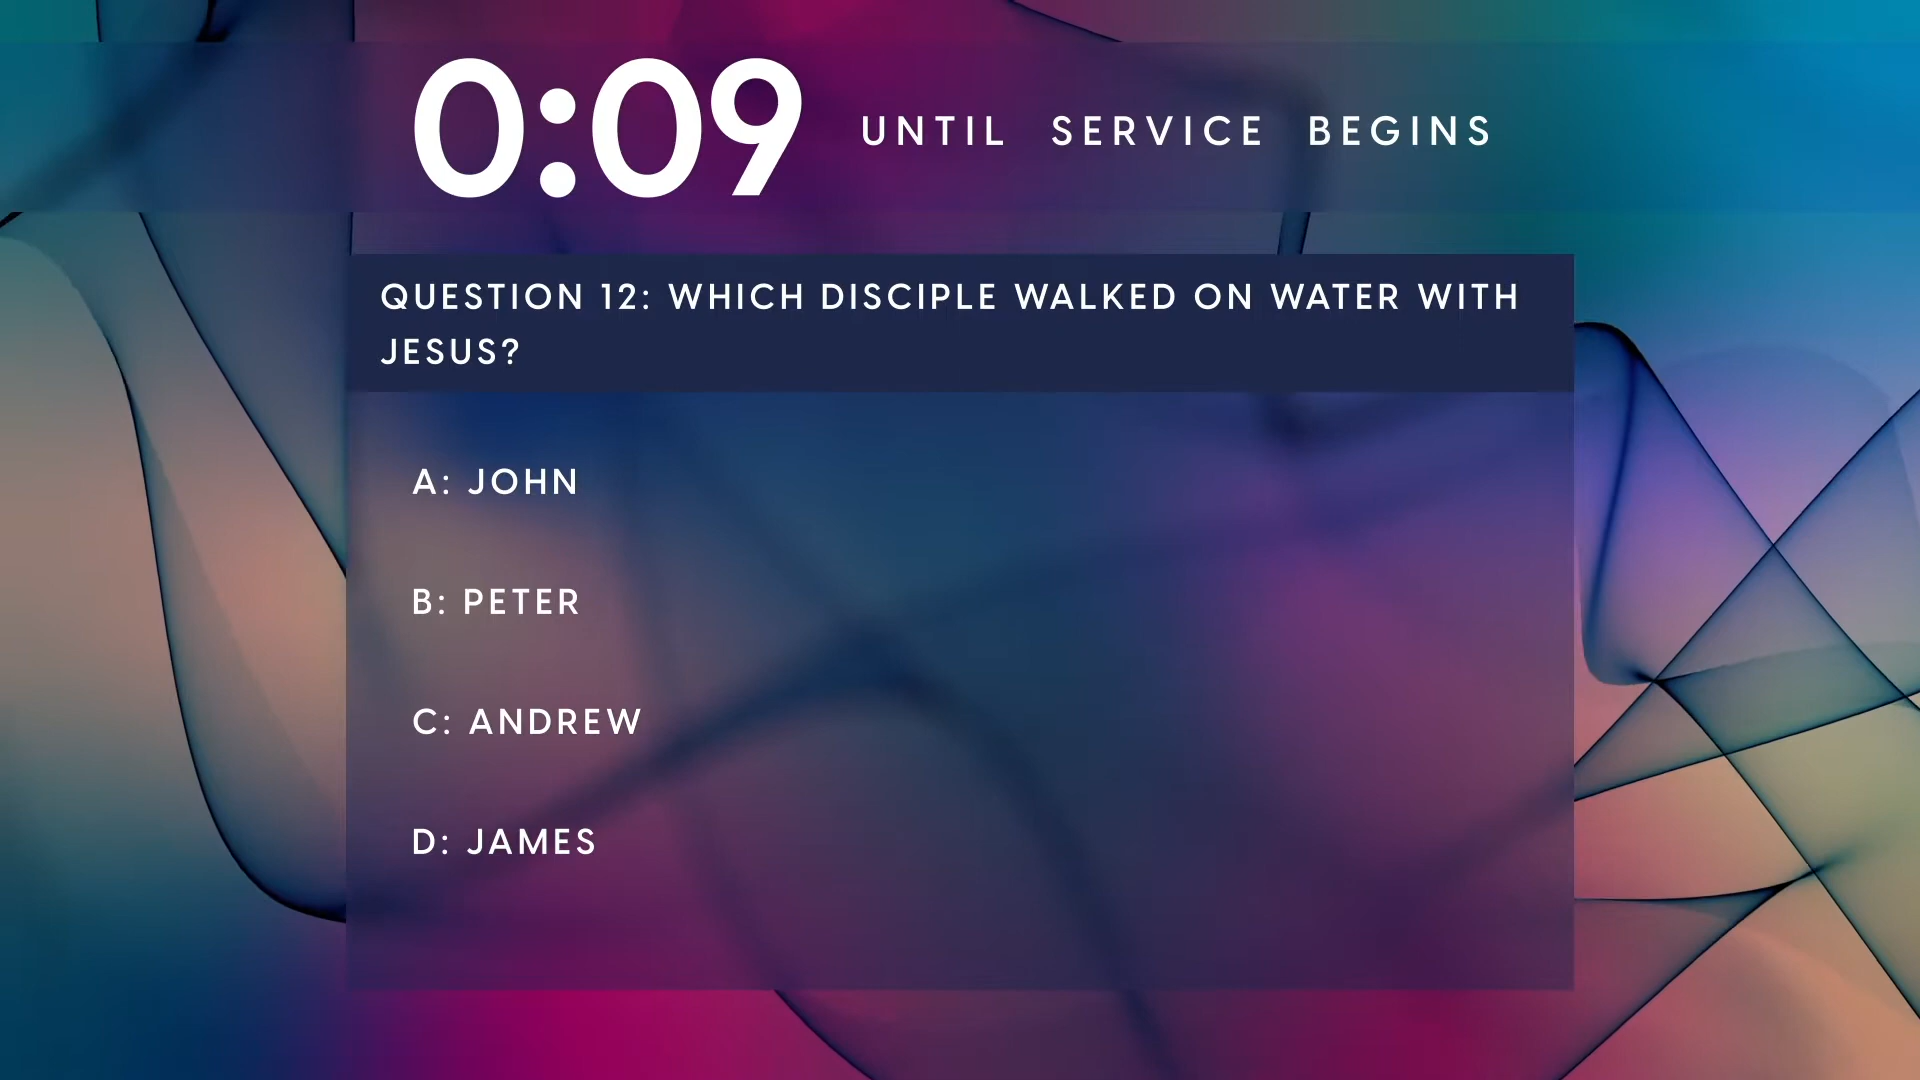 0:09 UNTIL SERVICE BEGINS
QUESTION 12: WHICH DISCIPLE WALKED ON WATER WITH
JESUS?
A: JOHN
B: PETER
C: ANDREW
D: JAMES